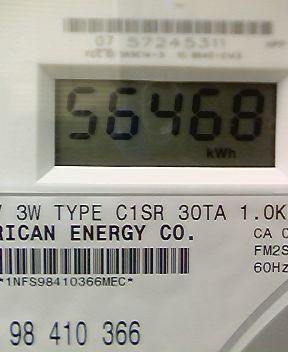 07 57245311
56468
kWh
3W TYPE C1SR 30TA 1.0K
RICAN ENERGY CO.
CA
FM2S
60Hz
*1NFS98410366MEC*
98 410 366